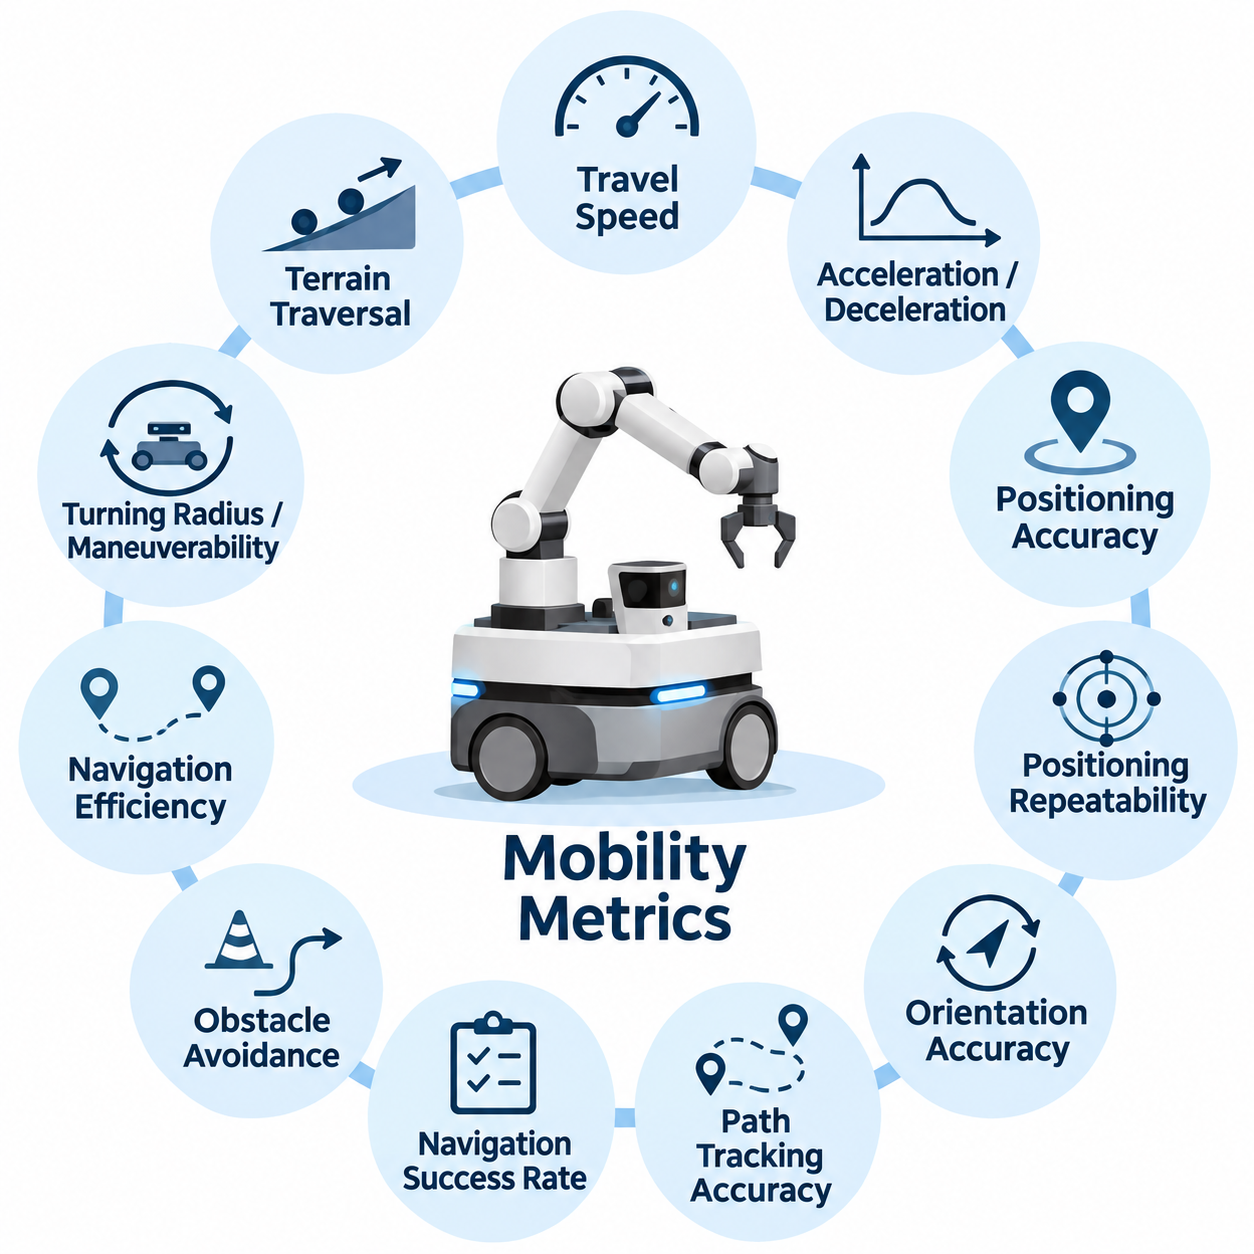 Travel
Speed
Acceleration /
Deceleration
Positioning
Accuracy
Positioning
Repeatability
Orientation
Accuracy
Path
Tracking
Accuracy
Navigation
Success Rate
Obstacle
Avoidance
Navigation
Efficiency
Turning Radius /
Maneuverability
Terrain
Traversal
Mobility
Metrics